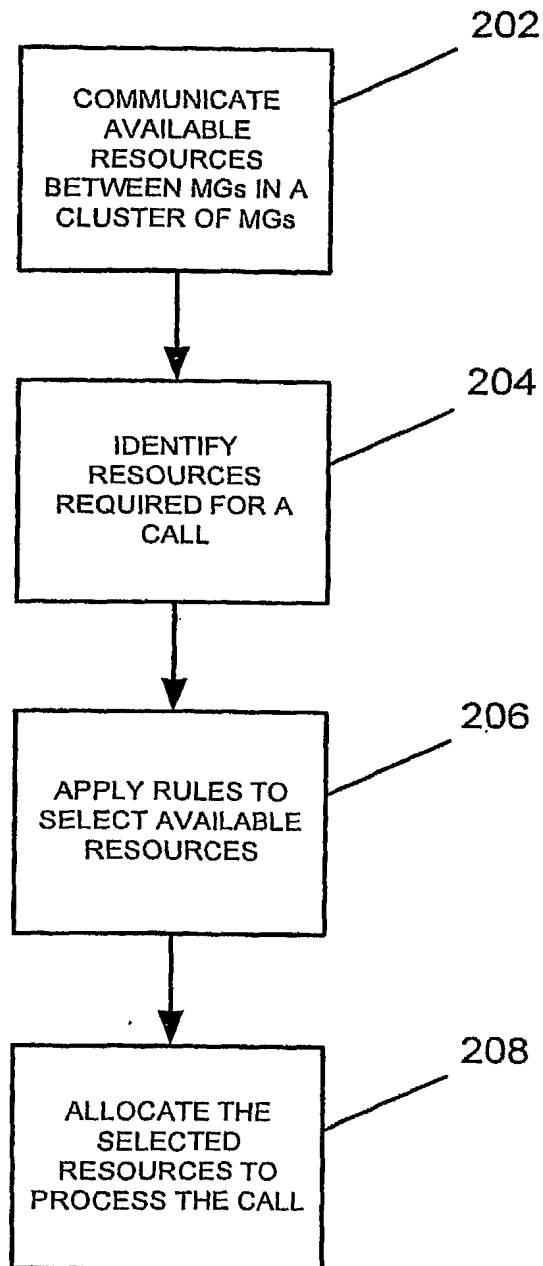 202
COMMUNICATE
AVAILABLE
RESOURCES
BETWEEN MGs IN A
CLUSTER OF MGs
204
IDENTIFY
RESOURCES
REQUIRED FOR A
CALL
206
APPLY RULES TO
SELECT AVAILABLE
RESOURCES
208
ALLOCATE THE
SELECTED
RESOURCES TO
PROCESS THE CALL